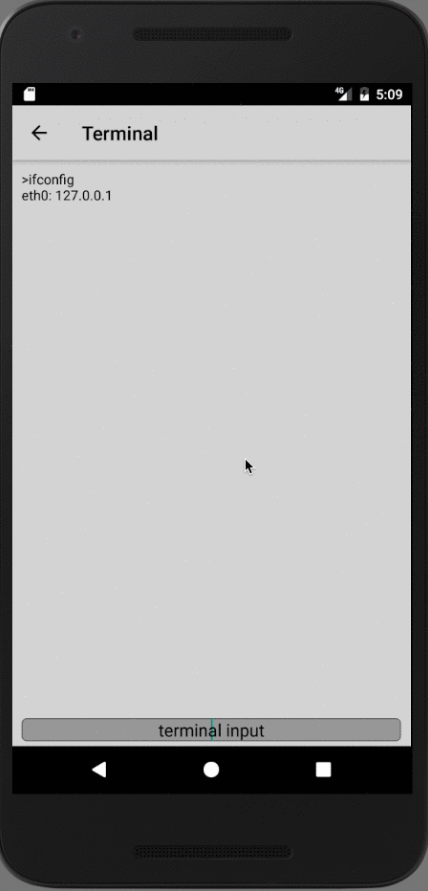 4G 5:09
Terminal
>ifconfig
eth0: 127.0.0.1
terminal input